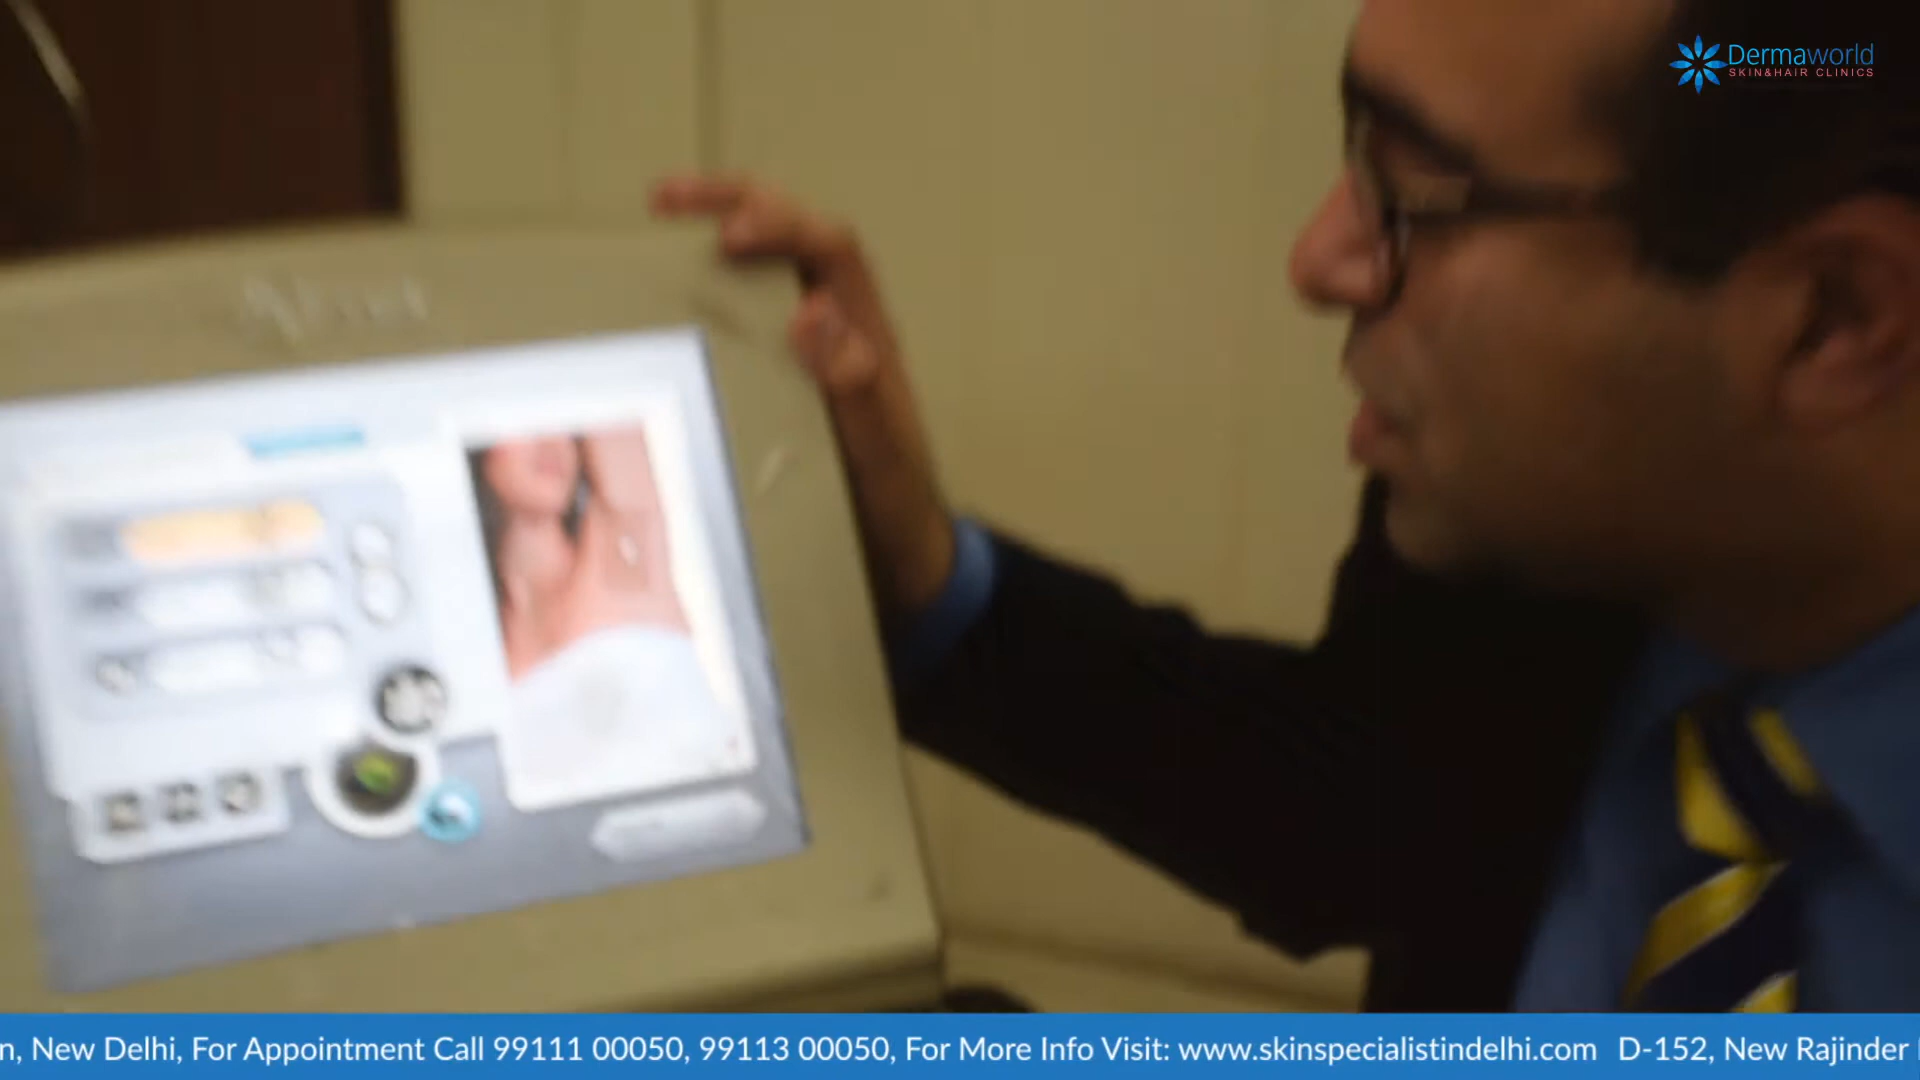 Dermaworld
SKIN&HAIR CLINICS
n, New Delhi, For Appointment Call 99111 00050, 99113 00050, For More Info Visit: www.skinspecialistindelhi.com D-152, New Rajinder